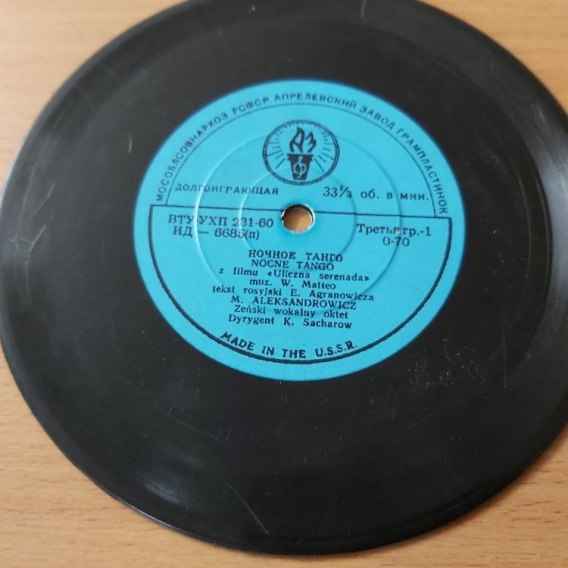 МОСОБЛСОВНАРХОЗ РСФСР АПРЕЛЕВСКИЙ ЗАВОД ГРАМПЛАСТИНОК
АЗ
ДОЛГОИГРАЮЩАЯ 33⅓ об. в мин.
ВТУ УХП 231-60 Третья гр.-1
ИД — 6685(п) 0-70
НОЧНОЕ ТАНГО
NOCNE TANGO
z filmu «Uliczna serenada»
muz. W. Matteo
tekst rosyjski E. Agranowicza
M. ALEKSANDROWICZ
Żeński wokalny oktet
Dyrygent K. Sacharow
MADE IN THE U.S.S.R.